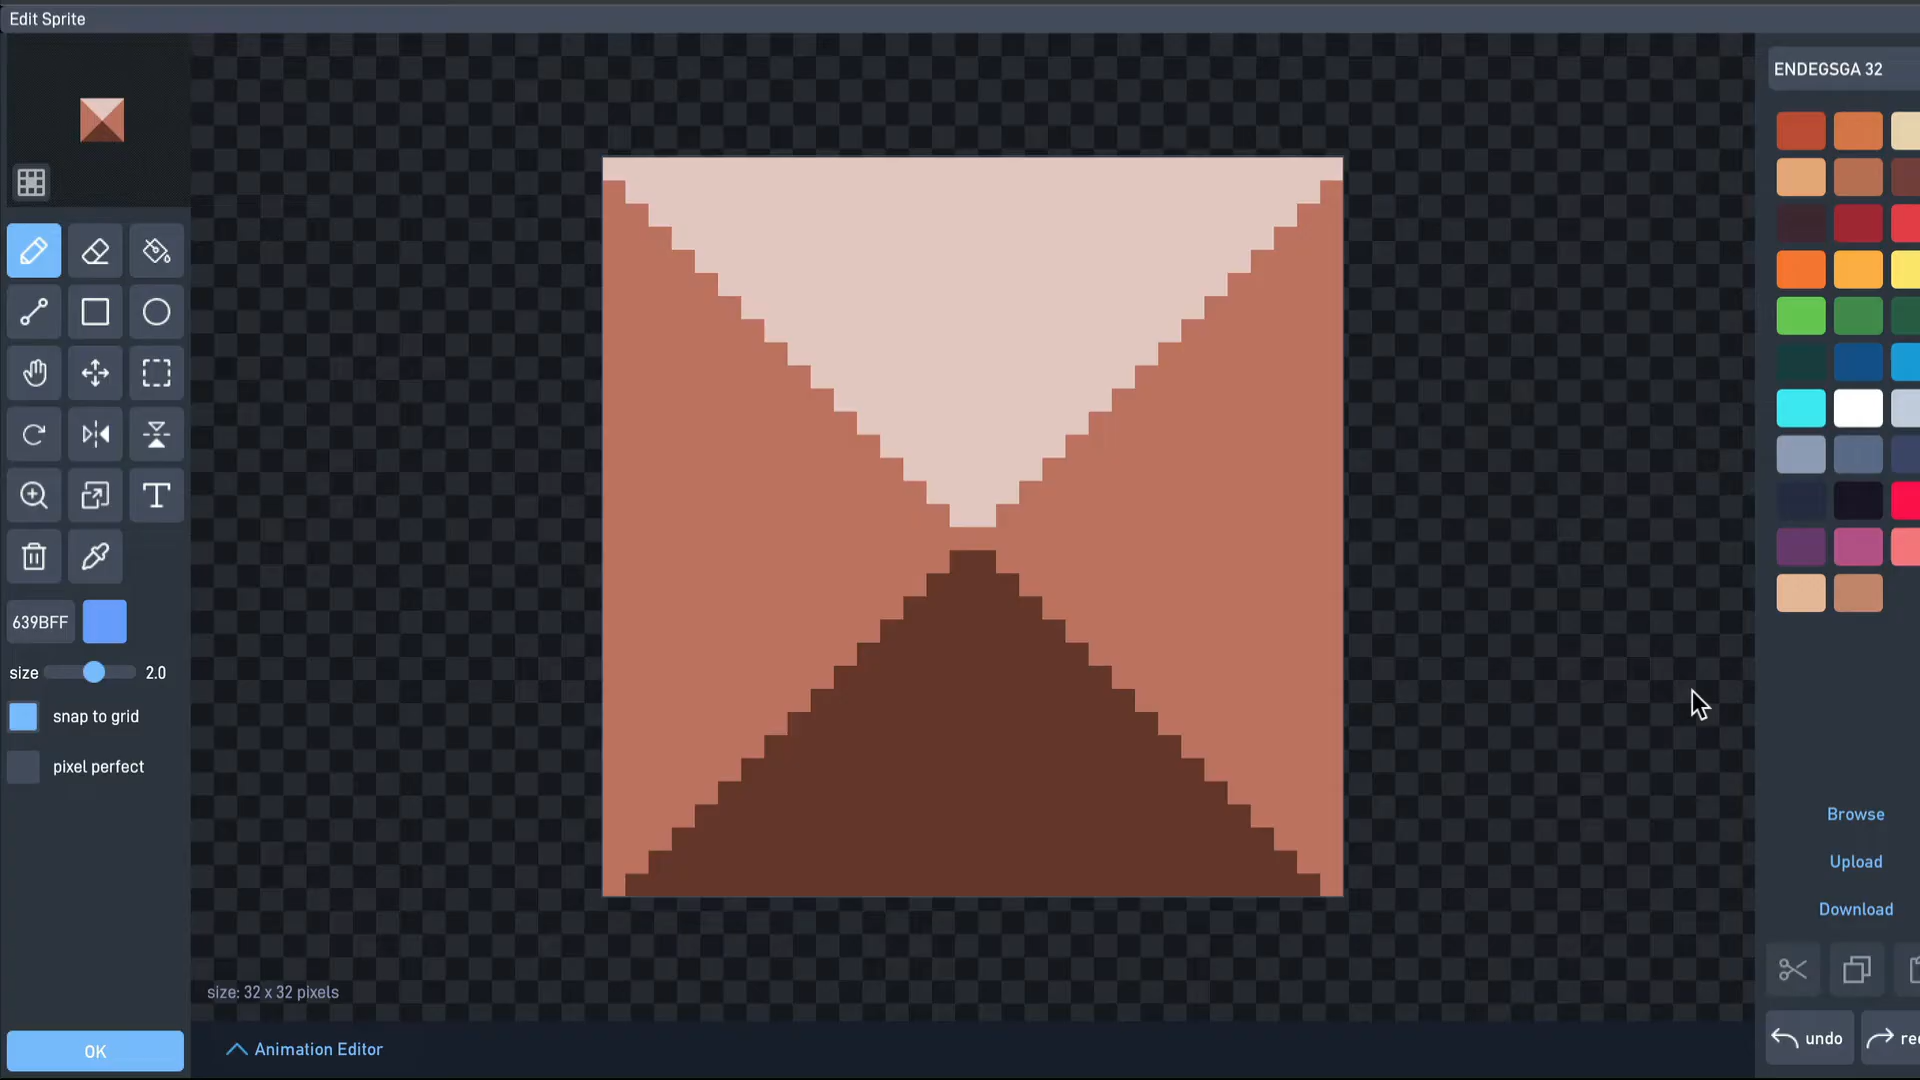 Edit Sprite
ENDEGSGA 32
639BFF
size 2.0
snap to grid
pixel perfect
Browse
Upload
Download
size: 32 x 32 pixels
undo
OK
Animation Editor